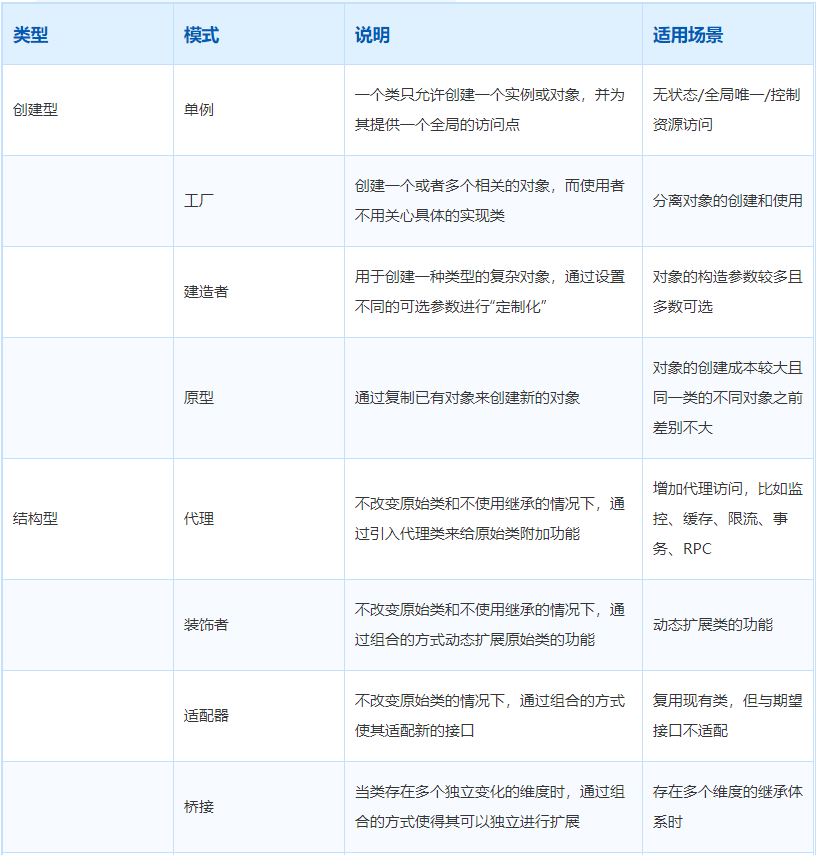 类型 模式 说明 适用场景
创建型 单例 一个类只允许创建一个实例或对象，并为 无状态/全局唯一/控制
其提供一个全局的访问点 资源访问
工厂 创建一个或者多个相关的对象，而使用者 分离对象的创建和使用
不用关心具体的实现类
建造者 用于创建一种类型的复杂对象，通过设置 对象的构造参数较多且
不同的可选参数进行“定制化” 多数可选
原型 通过复制已有对象来创建新的对象 对象的创建成本较大且
同一类的不同对象之前
差别不大
结构型 代理 不改变原始类和不使用继承的情况下，通 增加代理访问，比如监
过引入代理类来给原始类附加功能 控、缓存、限流、事
务、RPC
装饰者 不改变原始类和不使用继承的情况下，通 动态扩展类的功能
过组合的方式动态扩展原始类的功能
适配器 不改变原始类的情况下，通过组合的方式 复用现有类，但与期望
使其适配新的接口 接口不适配
桥接 当类存在多个独立变化的维度时，通过组 存在多个维度的继承体
合的方式使得其可以独立进行扩展 系时